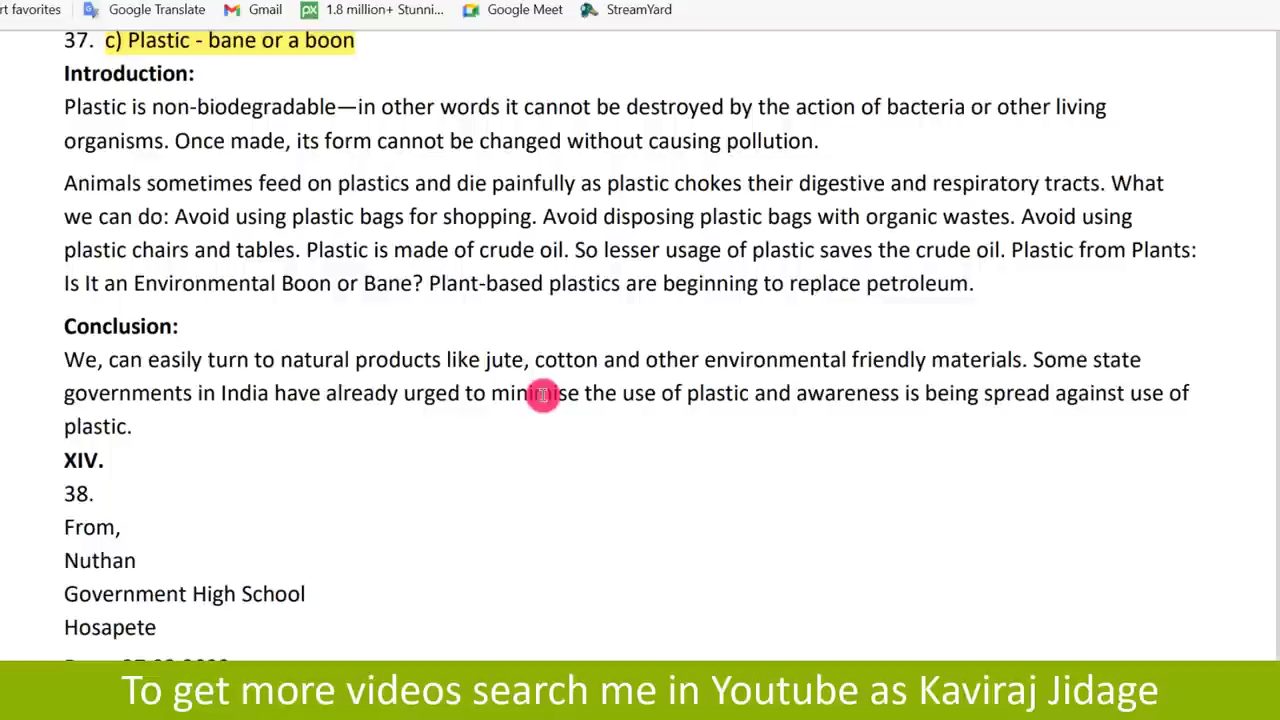 rt favorites Google Translate Gmail 1.8 million+ Stunni... Google Meet StreamYard
37. c) Plastic - bane or a boon
Introduction:
Plastic is non-biodegradable—in other words it cannot be destroyed by the action of bacteria or other living
organisms. Once made, its form cannot be changed without causing pollution.
Animals sometimes feed on plastics and die painfully as plastic chokes their digestive and respiratory tracts. What
we can do: Avoid using plastic bags for shopping. Avoid disposing plastic bags with organic wastes. Avoid using
plastic chairs and tables. Plastic is made of crude oil. So lesser usage of plastic saves the crude oil. Plastic from Plants:
Is It an Environmental Boon or Bane? Plant-based plastics are beginning to replace petroleum.
Conclusion:
We, can easily turn to natural products like jute, cotton and other environmental friendly materials. Some state
governments in India have already urged to minimise the use of plastic and awareness is being spread against use of
plastic.
XIV.
38.
From,
Nuthan
Government High School
Hosapete
To get more videos search me in Youtube as Kaviraj Jidage